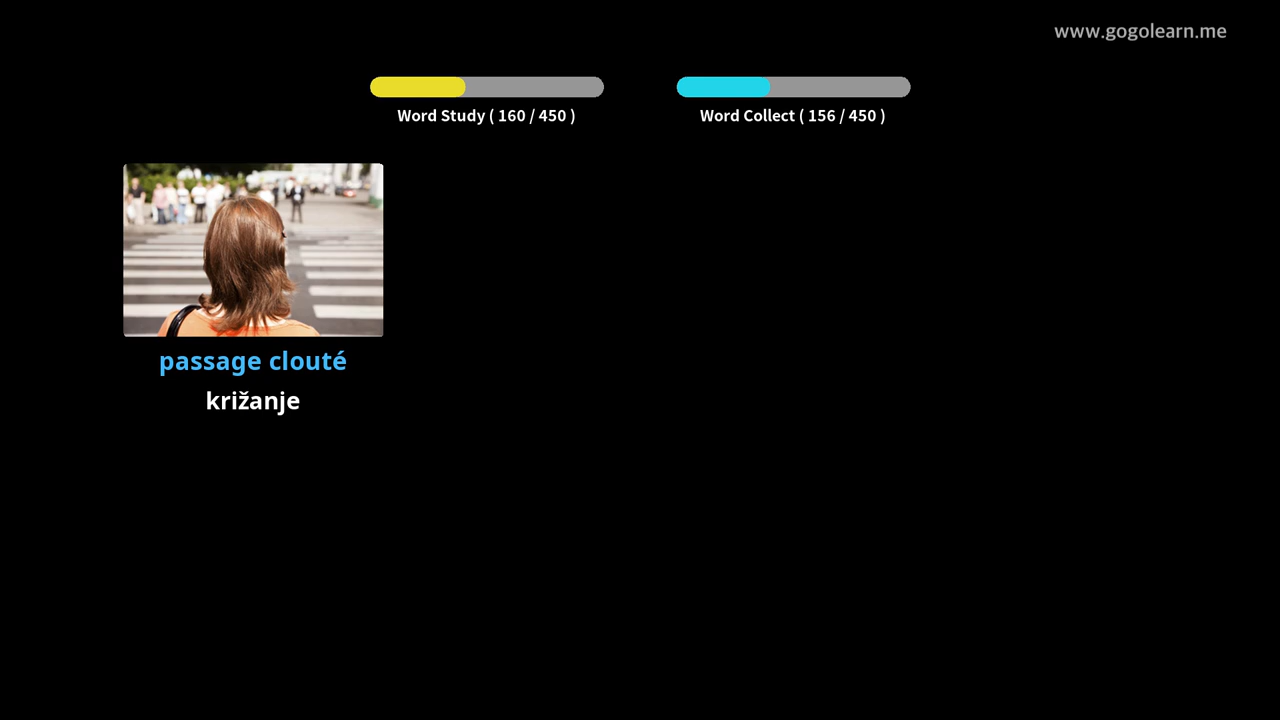 www.gogolearn.me
Word Study ( 160 / 450 )
Word Collect ( 156 / 450 )
passage clouté
križanje